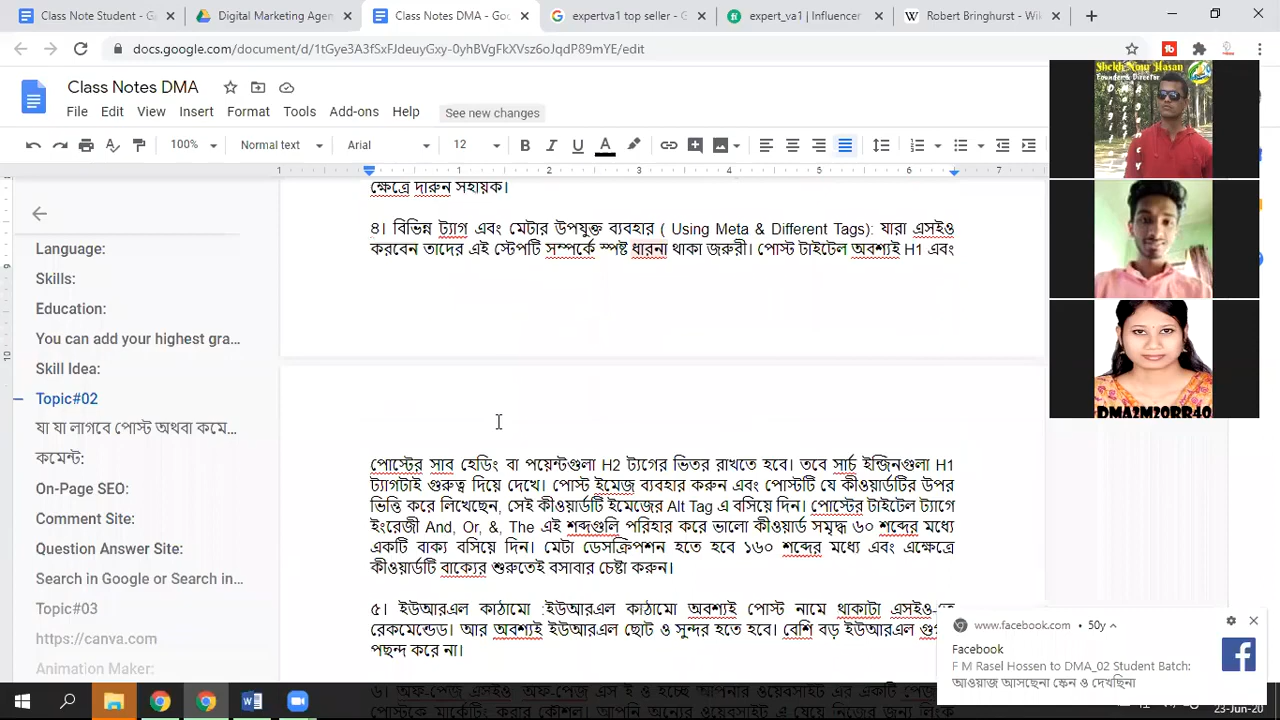 Class Notes DMA
Digital Marketing Agen
Class Notes DMA - Goo
expertva1 top seller - G
expert_va1 | Influencer
Robert Bringhurst - Wik
docs.google.com/document/d/1tGye3A3fSxFJdeuyGxy-0yhBVgFkXVsz6oJqdP89mYE/edit
Class Notes DMA
File Edit View Insert Format Tools Add-ons Help See new changes
100% Normal text Arial 12
Shekh Nour Hasan
Founder & Director
Language:
Skills:
Education:
You can add your highest gra...
Skill Idea:
Topic#02
যা যা লাগবে পোস্ট অথবা কমে...
কমেন্ট:
On-Page SEO:
Comment Site:
Question Answer Site:
Search in Google or Search in...
Topic#03
https://canva.com
Animation Maker:
ক্ষেত্রে দারুন সহায়ক।
৪। বিভিন্ন ট্যাগ এবং মেটার উপযুক্ত ব্যবহার ( Using Meta & Different Tags): যারা এসইও
করবেন তাদের এই স্টেপটি সম্পর্কে স্পষ্ট ধারনা থাকা জরুরী। পোস্ট টাইটেল অবশ্যই H1 এবং
পোস্টের সাব হেডিং বা পয়েন্টগুলা H2 ট্যগের ভিতর রাখতে হবে। তবে সার্চ ইন্জিনগুলা H1
ট্যাগটাই গুরুত্ব দিয়ে দেখে। পোস্ট ইমেজ ব্যবহার করুন এবং পোস্টটি যে কীওয়ার্ডটির উপর
ভিত্তি করে লিখেছেন, সেই কীওয়ার্ডটি ইমেজের Alt Tag এ বসিয়ে দিন। পোস্টের টাইটেল ট্যাগে
ইংরেজী And, Or, &, The এই শব্দগুলি পরিহার করে ভালো কীওয়ার্ড সমৃদ্ধ ৬০ শব্দের মধ্যে
একটি বাক্য বসিয়ে দিন। মেটা ডেসক্রিপশন হতে হবে ১৬০ শব্দের মধ্যে এবং এক্ষেত্রে
কীওয়ার্ডটি বাক্যের শুরুতেই বসাবার চেষ্টা করুন।
৫। ইউআরএল কাঠামো :ইউআরএল কাঠামো অবশ্যই পোস্ট নামে থাকাটা এসইও-তে
রেকমেন্ডেড। আর অবশ্যই ইউআরএল ছোট ও সুন্দর হতে হবে। বেশি বড় ইউআরএল
পছন্দ করে না।
DMA2M20RR40
www.facebook.com • 50y
Facebook
F M Rasel Hossen to DMA_02 Student Batch:
আওয়াজ আসছেনা স্কেন ও দেখছিনা
23-Jun-20